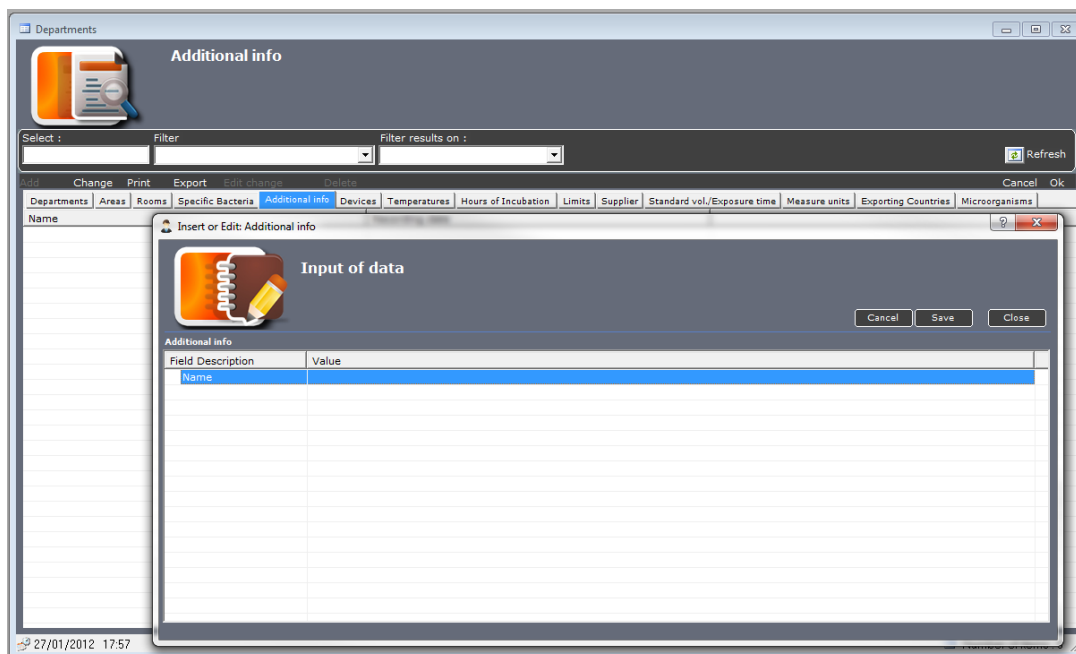 Departments
Additional info
Select : Filter Filter results on :
Refresh
Add Change Print Export Edit change Delete Cancel Ok
Departments Areas Rooms Specific Bacteria Additional info Devices Temperatures Hours of Incubation Limits Supplier Standard vol./Exposure time Measure units Exporting Countries Microorganisms
Name
Insert or Edit: Additional info
Input of data
Cancel Save Close
Additional info
Field Description Value
Name
27/01/2012 17:57